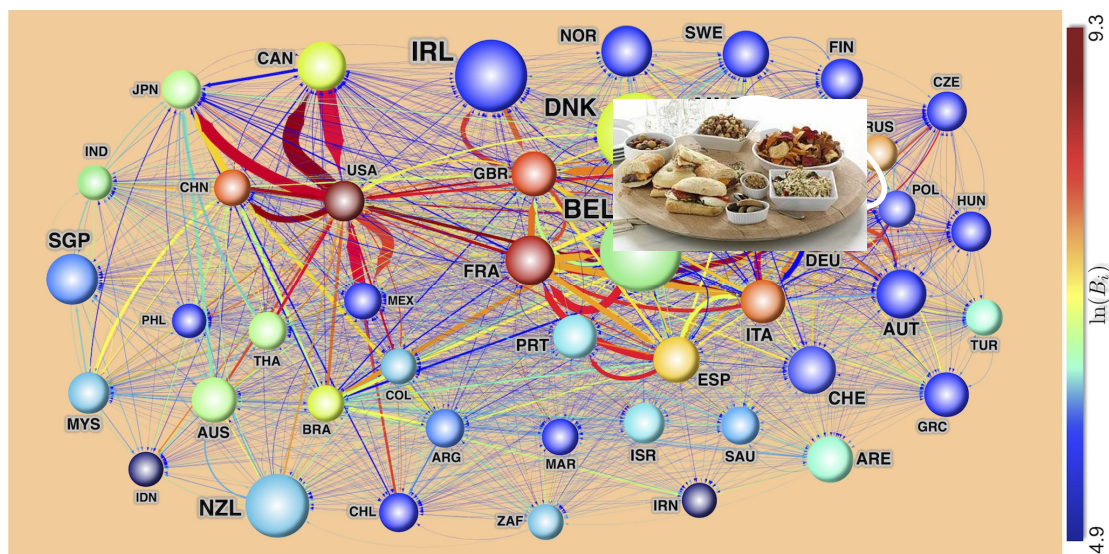 CAN
IRL
NOR
SWE
FIN
9.3
JPN
DNK
CZE
RUS
IND
CHN
USA
GBR
BEL
POL
HUN
SGP
FRA
DEU
ln(B_i)
PHL
MEX
THA
PRT
ITA
AUT
TUR
MYS
AUS
BRA
COL
ESP
CHE
GRC
ARG
MAR
ISR
SAU
ARE
IDN
NZL
CHL
ZAF
IRN
4.9